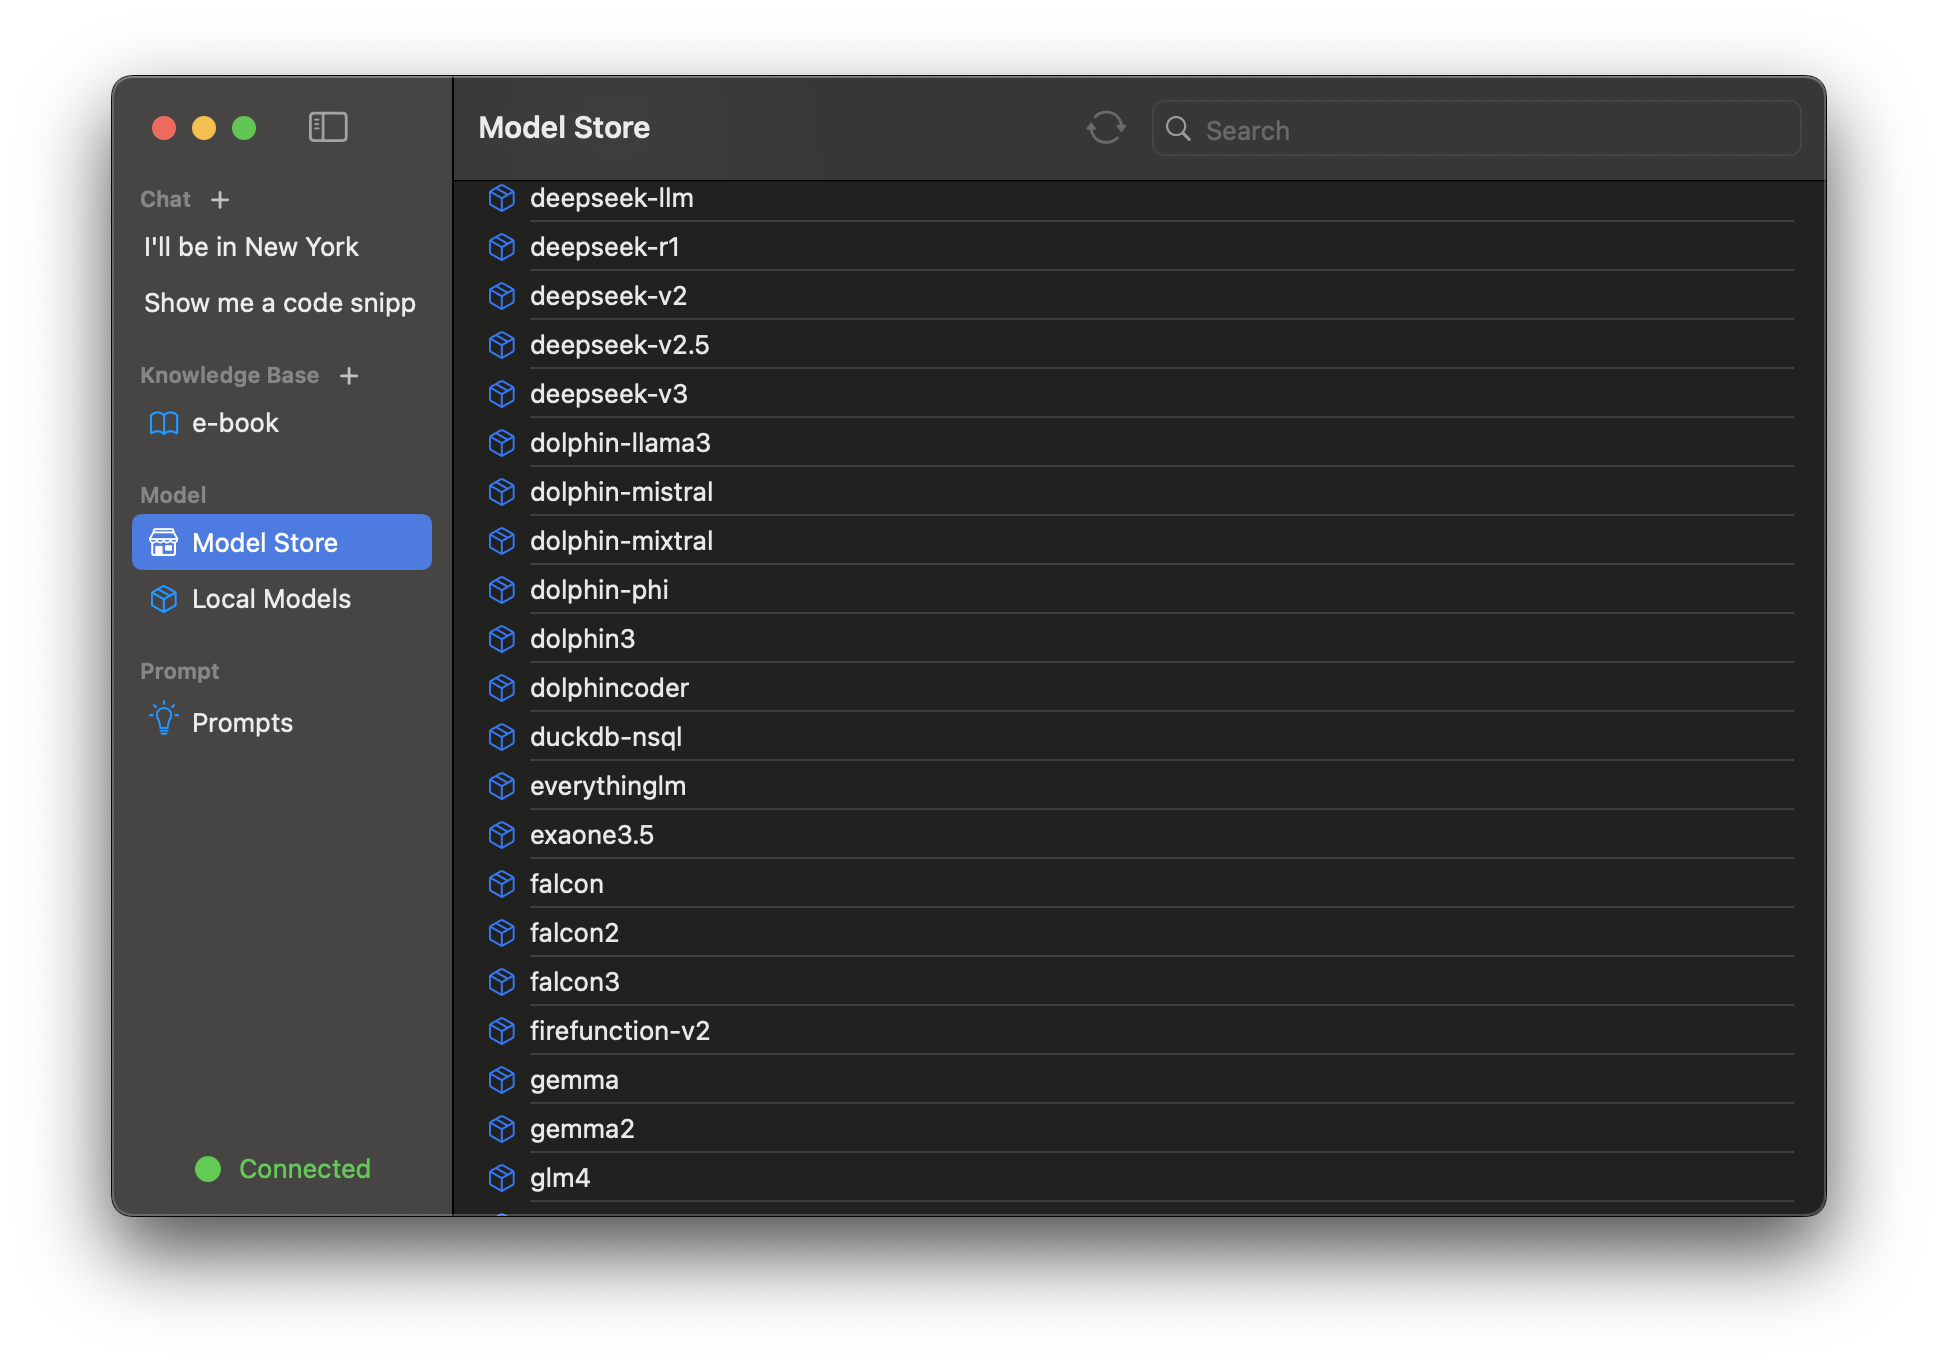 Chat +
I'll be in New York
Show me a code snipp
Knowledge Base +
e-book
Model
Model Store
Local Models
Prompt
Prompts
Connected
Model Store
Search
deepseek-llm
deepseek-r1
deepseek-v2
deepseek-v2.5
deepseek-v3
dolphin-llama3
dolphin-mistral
dolphin-mixtral
dolphin-phi
dolphin3
dolphincoder
duckdb-nsql
everythinglm
exaone3.5
falcon
falcon2
falcon3
firefunction-v2
gemma
gemma2
glm4